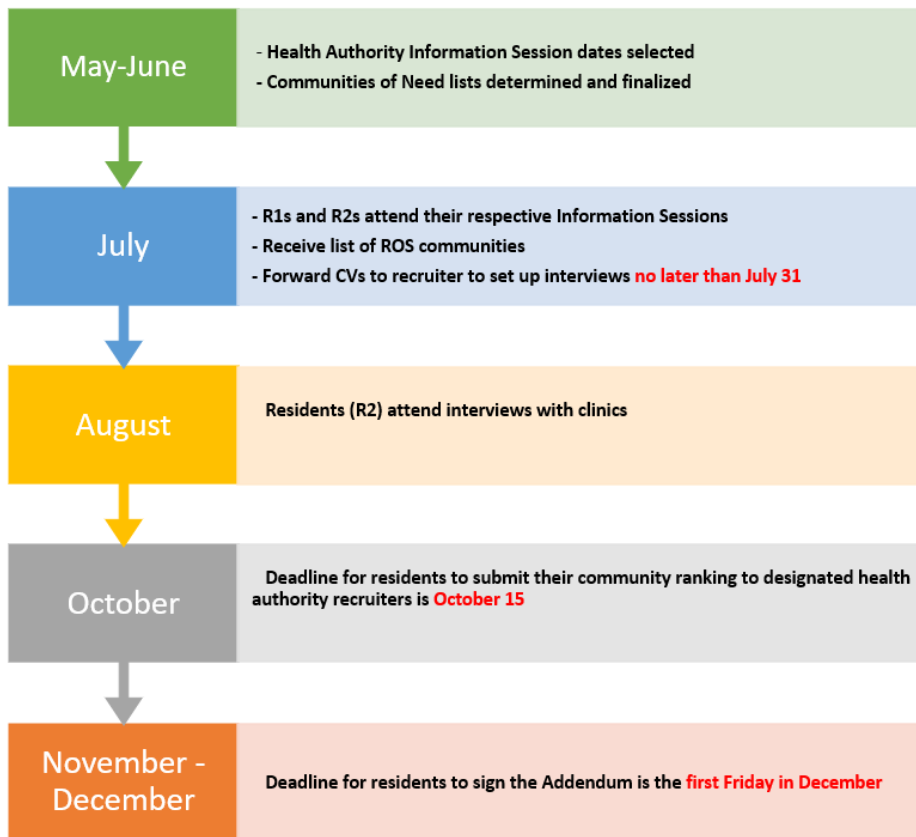 May-June
- Health Authority Information Session dates selected
- Communities of Need lists determined and finalized
July
- R1s and R2s attend their respective Information Sessions
- Receive list of ROS communities
- Forward CVs to recruiter to set up interviews no later than July 31
August
Residents (R2) attend interviews with clinics
October
Deadline for residents to submit their community ranking to designated health
authority recruiters is October 15
November -
December
Deadline for residents to sign the Addendum is the first Friday in December